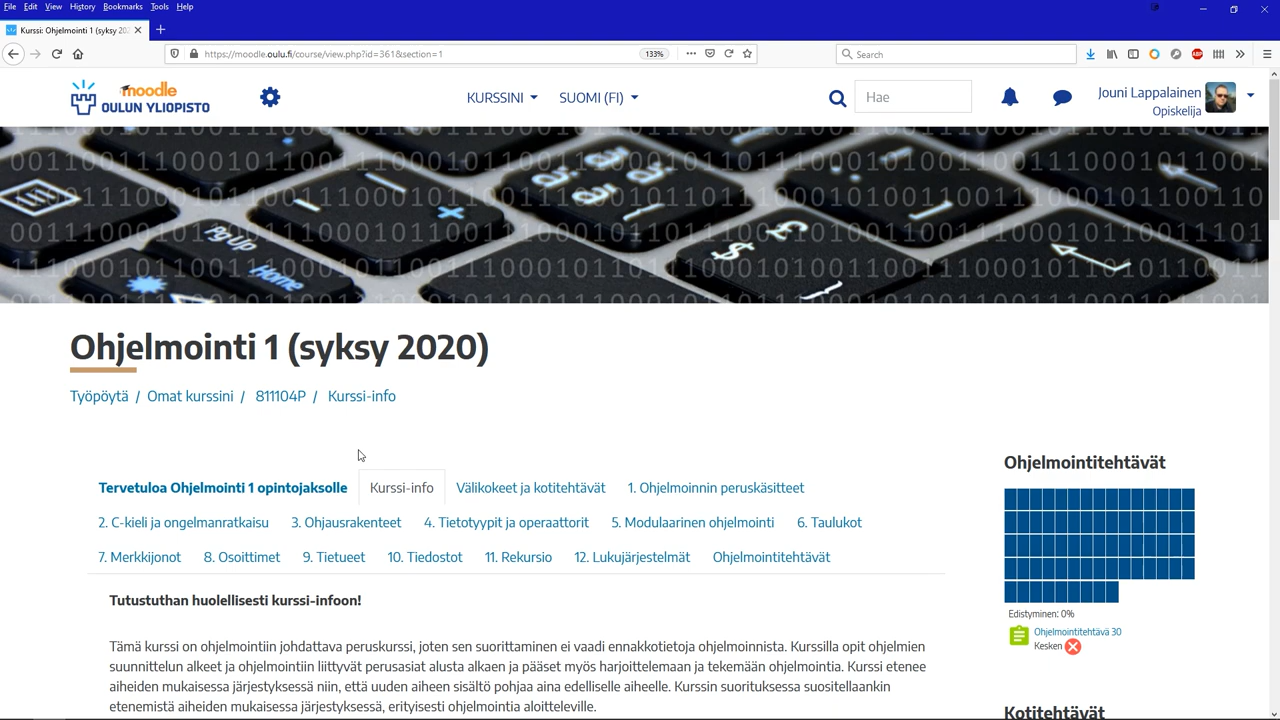 File Edit View History Bookmarks Tools Help
Kurssi: Ohjelmointi 1 (syksy 202
https://moodle.oulu.fi/course/view.php?id=361&section=1
133%
Search
moodle
OULUN YLIOPISTO
KURSSINI
SUOMI (FI)
Hae
Jouni Lappalainen
Opiskelija
PgUp
Home
Ohjelmointi 1 (syksy 2020)
Työpöytä / Omat kurssini / 811104P / Kurssi-info
Tervetuloa Ohjelmointi 1 opintojaksolle Kurssi-info Välikokeet ja kotitehtävät 1. Ohjelmoinnin peruskäsitteet
2. C-kieli ja ongelmanratkaisu 3. Ohjausrakenteet 4. Tietotyypit ja operaattorit 5. Modulaarinen ohjelmointi 6. Taulukot
7. Merkkijonot 8. Osoittimet 9. Tietueet 10. Tiedostot 11. Rekursio 12. Lukujärjestelmät Ohjelmointitehtävät
Tutustuthan huolellisesti kurssi-infoon!
Tämä kurssi on ohjelmointiin johdattava peruskurssi, joten sen suorittaminen ei vaadi ennakkotietoja ohjelmoinnista. Kurssilla opit ohjelmien
suunnittelun alkeet ja ohjelmointiin liittyvät perusasiat alusta alkaen ja pääset myös harjoittelemaan ja tekemään ohjelmointia. Kurssi etenee
aiheiden mukaisessa järjestyksessä niin, että uuden aiheen sisältö pohjaa aina edelliselle aiheelle. Kurssin suorituksessa suositellaankin
etenemistä aiheiden mukaisessa järjestyksessä, erityisesti ohjelmointia aloitteleville.
Ohjelmointitehtävät
Edistyminen: 0%
Ohjelmointitehtävä 30
Kesken
Kotitehtävät